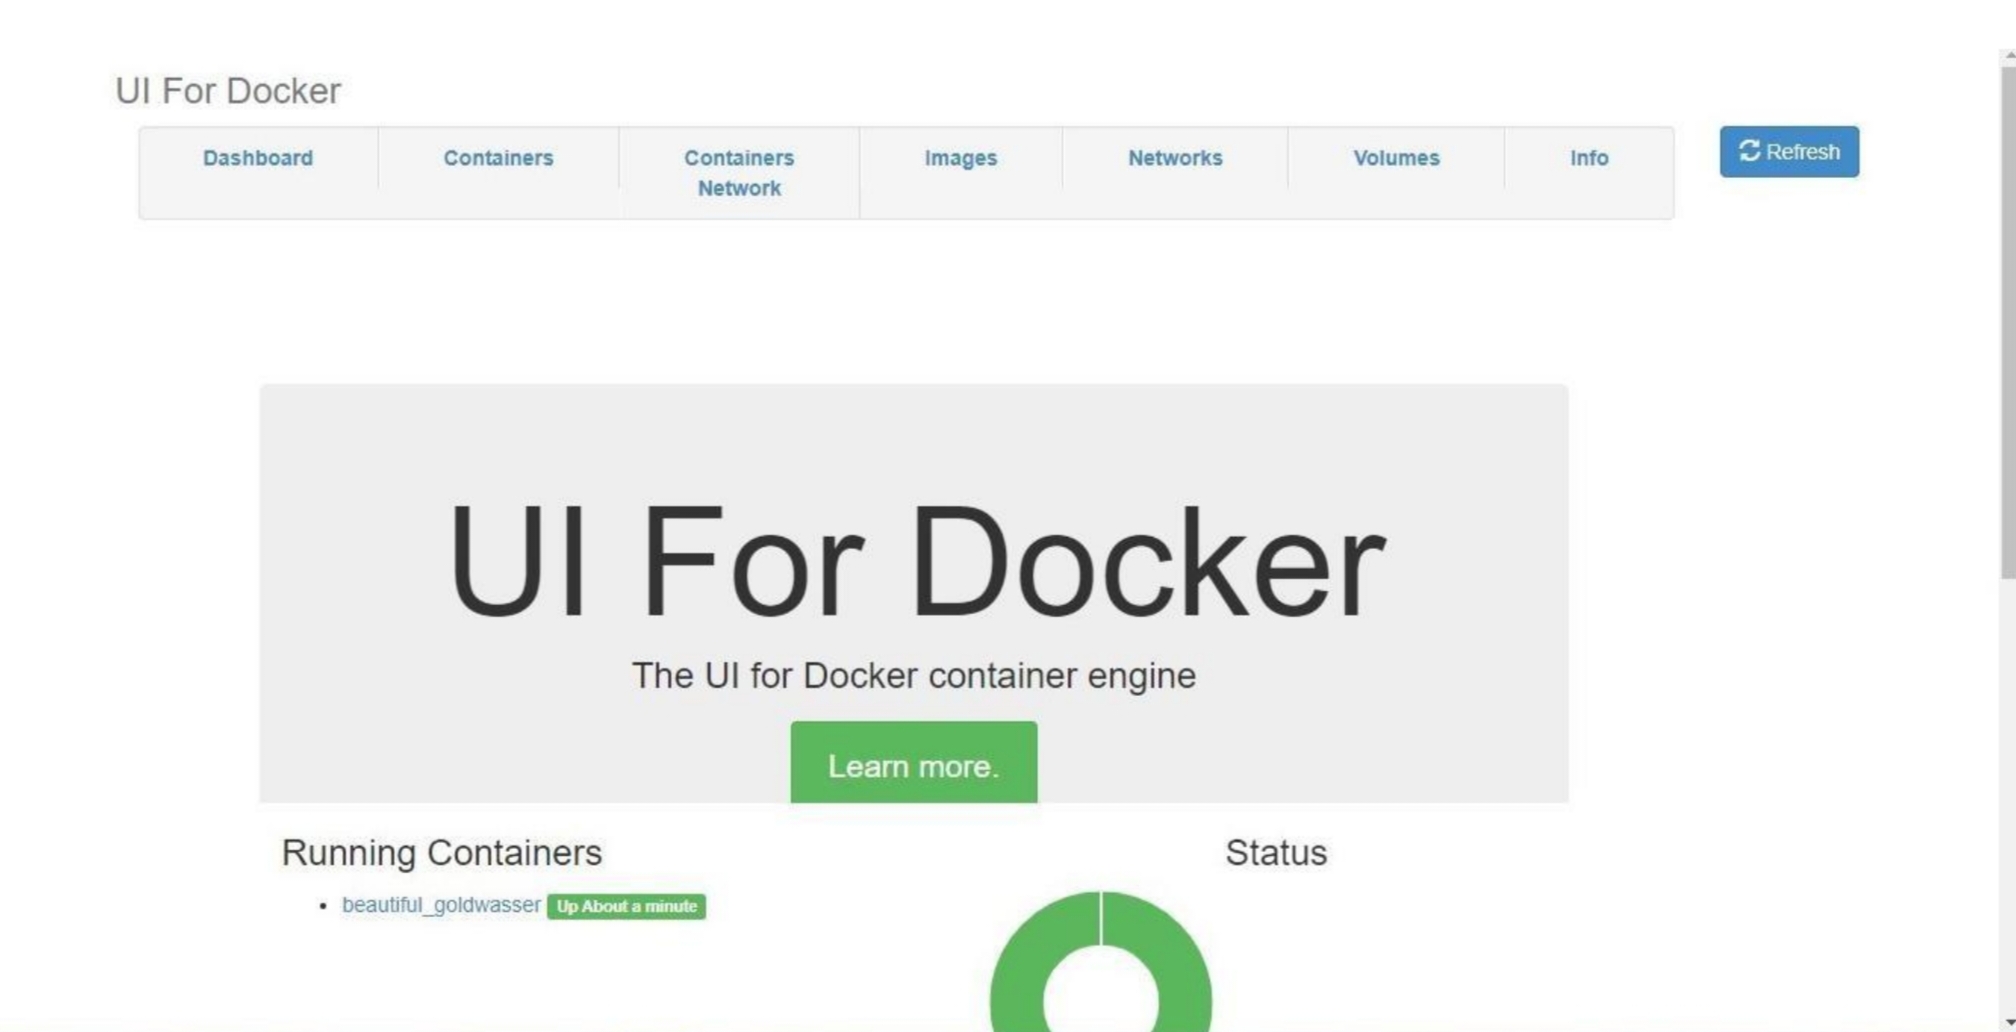 UI For Docker
Dashboard Containers Containers Network Images Networks Volumes Info Refresh
UI For Docker
The UI for Docker container engine
Learn more.
Running Containers
beautiful_goldwasser Up About a minute
Status